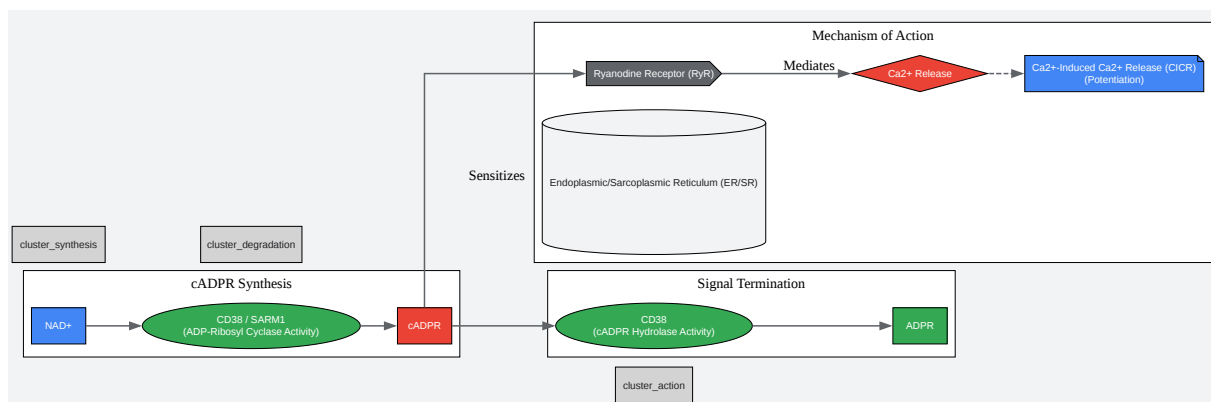 Mechanism of Action
Ryanodine Receptor (RyR)
Mediates
Ca2+ Release
Ca2+-Induced Ca2+ Release (CICR)
(Potentiation)
Sensitizes
Endoplasmic/Sarcoplasmic Reticulum (ER/SR)
cluster_synthesis
cluster_degradation
cADPR Synthesis
NAD+
CD38 / SARM1
(ADP-Ribosyl Cyclase Activity)
cADPR
Signal Termination
CD38
(cADPR Hydrolase Activity)
ADPR
cluster_action